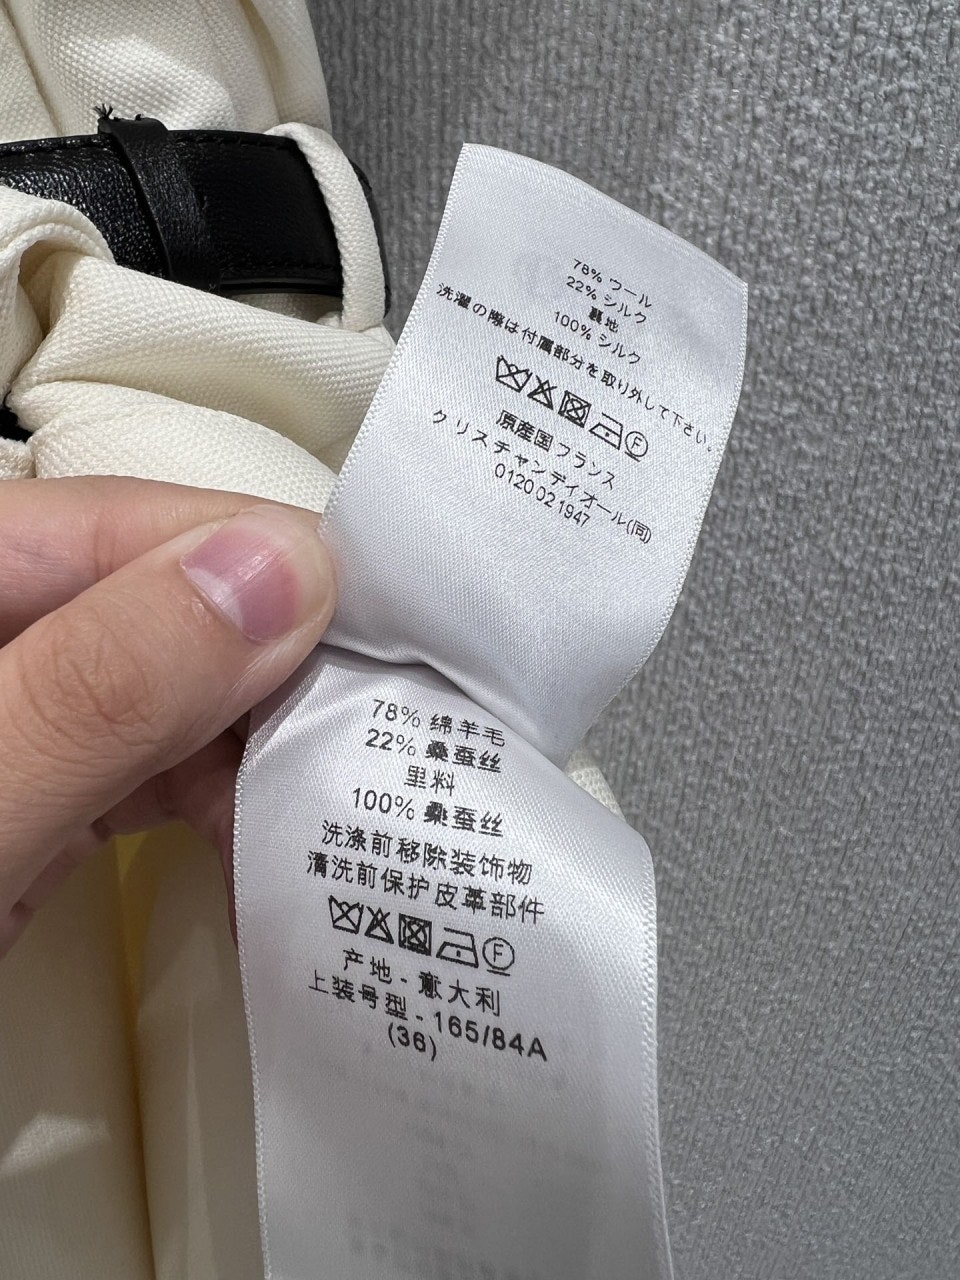 78% ウール
22% シルク
裏地
100% シルク
洗濯の際は付属部分を取り外して下さい。
F
原産国フランス
クリスチャンディオール(同)
0120 02 1947
78% 绵羊毛
22% 桑蚕丝
里料
100% 桑蚕丝
洗涤前移除装饰物
清洗前保护皮革部件
F
产地 - 意大利
上装号型 - 165/84A
(36)